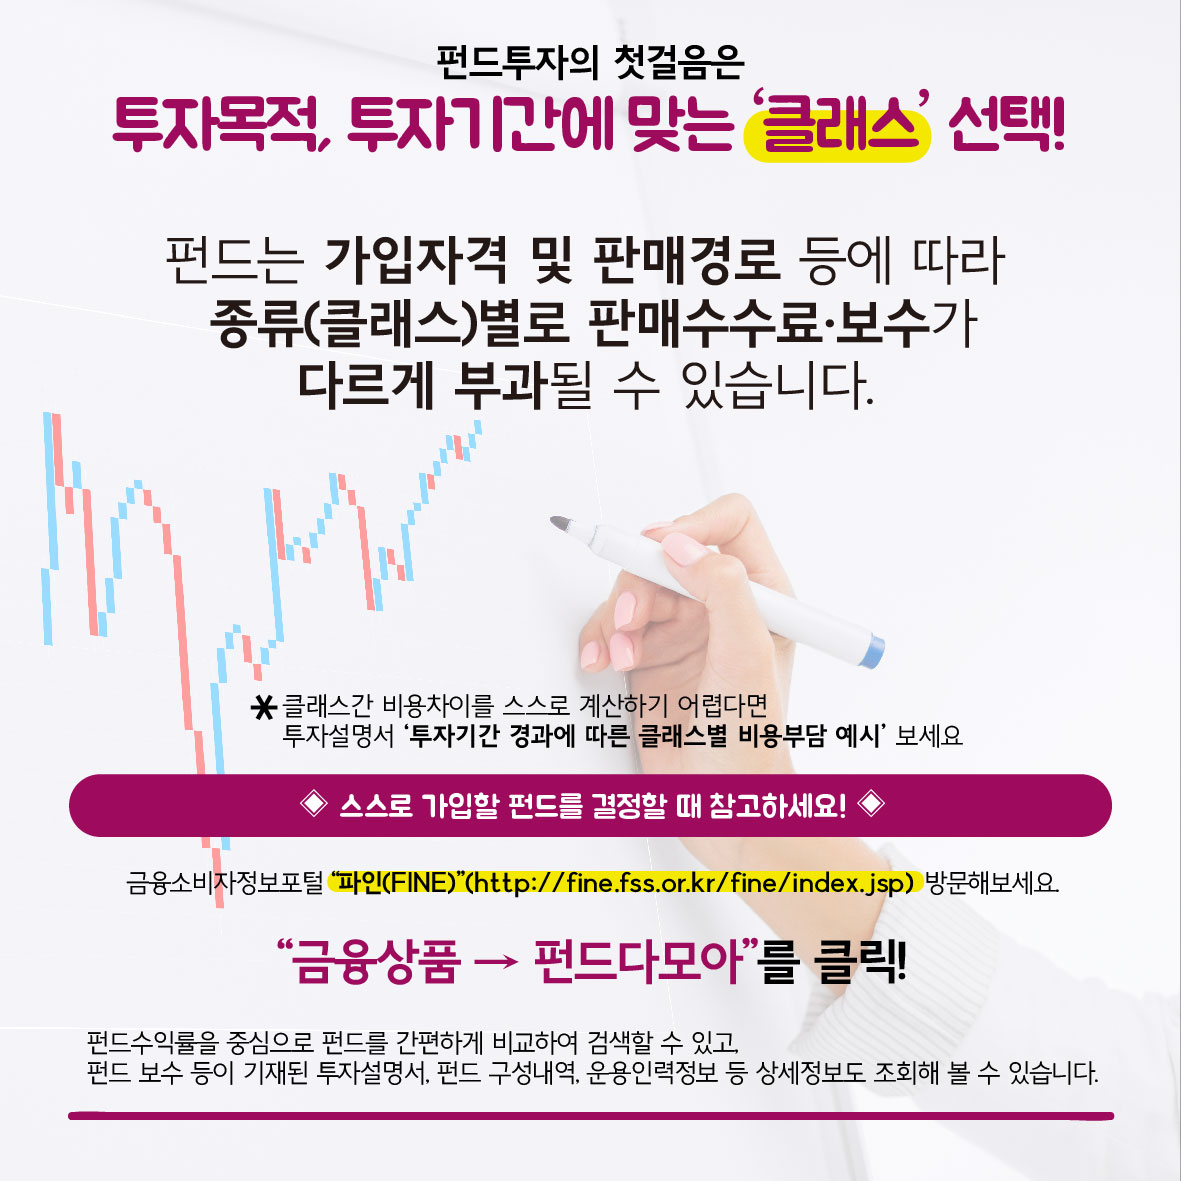 펀드투자의 첫걸음은
투자목적, 투자기간에 맞는 ‘클래스’ 선택!
펀드는 가입자격 및 판매경로 등에 따라
종류(클래스)별로 판매수수료·보수가
다르게 부과될 수 있습니다.
* 클래스간 비용차이를 스스로 계산하기 어렵다면
투자설명서 ‘투자기간 경과에 따른 클래스별 비용부담 예시’ 보세요
◈ 스스로 가입할 펀드를 결정할 때 참고하세요! ◈
금융소비자정보포털 “파인(FINE)”(http://fine.fss.or.kr/fine/index.jsp) 방문해보세요.
“금융상품 → 펀드다모아”를 클릭!
펀드수익률을 중심으로 펀드를 간편하게 비교하여 검색할 수 있고,
펀드 보수 등이 기재된 투자설명서, 펀드 구성내역, 운용인력정보 등 상세정보도 조회해 볼 수 있습니다.